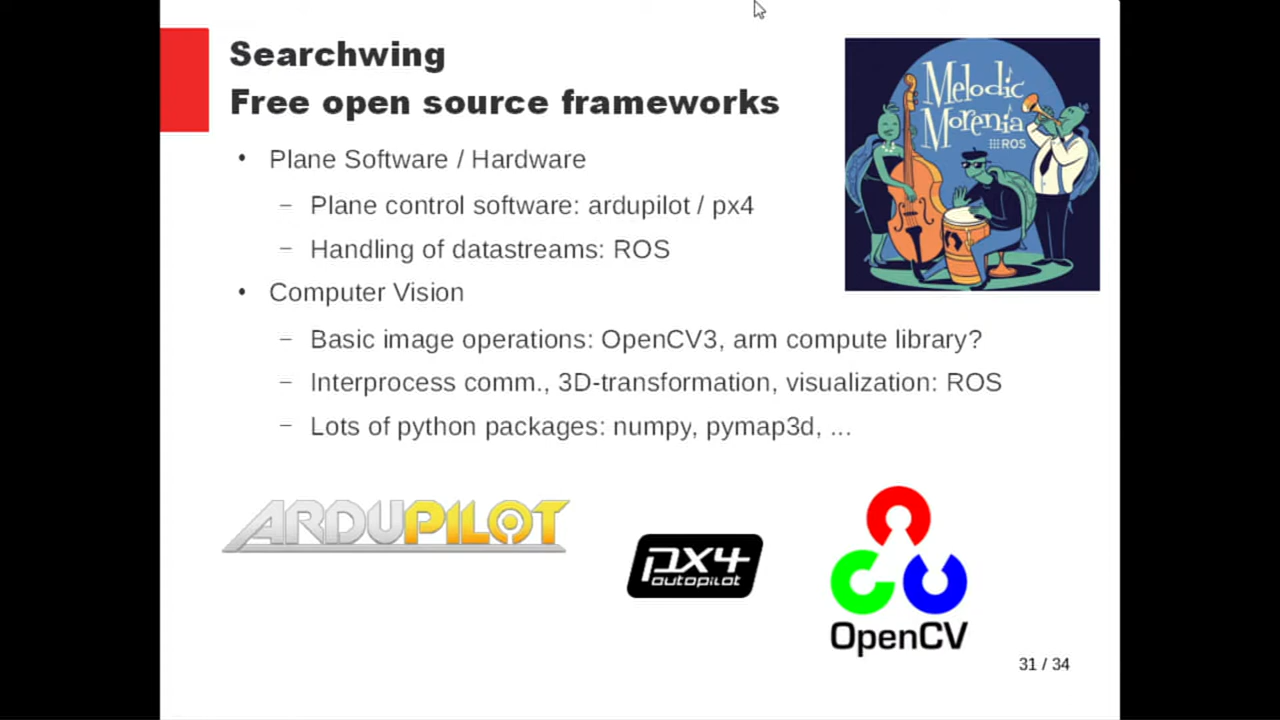 Searchwing
Free open source frameworks
• Plane Software / Hardware
– Plane control software: ardupilot / px4
– Handling of datastreams: ROS
• Computer Vision
– Basic image operations: OpenCV3, arm compute library?
– Interprocess comm., 3D-transformation, visualization: ROS
– Lots of python packages: numpy, pymap3d, ...
Melodic
Morenia
ROS
ARDUPILOT
px4
autopilot
OpenCV
31 / 34